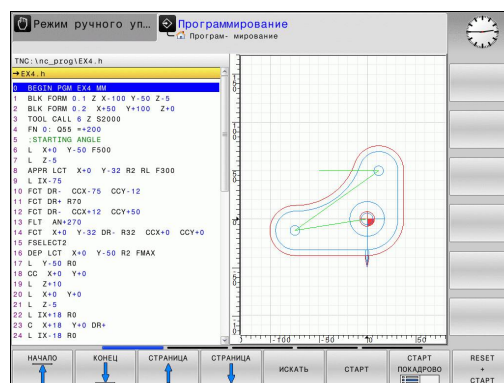 Режим ручного уп...
Программирование
Програм- мирование
TNC:\nc_prog\EX4.h
→EX4.h
0 BEGIN PGM EX4 MM
1 BLK FORM 0.1 Z X-100 Y-50 Z-5
2 BLK FORM 0.2 X+50 Y+100 Z+0
3 TOOL CALL 6 Z S2000
4 FN 0: Q55 =+200
5 :STARTING ANGLE
6 L X+0 Y-50 F500
7 L Z-5
8 APPR LCT X+0 Y-32 R2 RL F300
9 L IX-75
10 FCT DR- CCX-75 CCY-12
11 FCT DR+ R70
12 FCT DR- CCX+12 CCY+50
13 FLT AN+270
14 FCT X+0 Y-32 DR- R32 CCX+0 CCY+0
15 FSELECT2
16 DEP LCT X+0 Y-50 R2 FMAX
17 L Y-50 R0
18 CC X+0 Y+0
19 L Z+10
20 L X+0 Y+0
21 L Z-5
22 L IX+18 R0
23 C X+18 Y+0 DR+
24 L IX-18 R0
-100 -50 0 50
НАЧАЛО
КОНЕЦ
СТРАНИЦА
СТРАНИЦА
ИСКАТЬ
СТАРТ
СТАРТ ПОКАДРОВО
RESET + СТАРТ